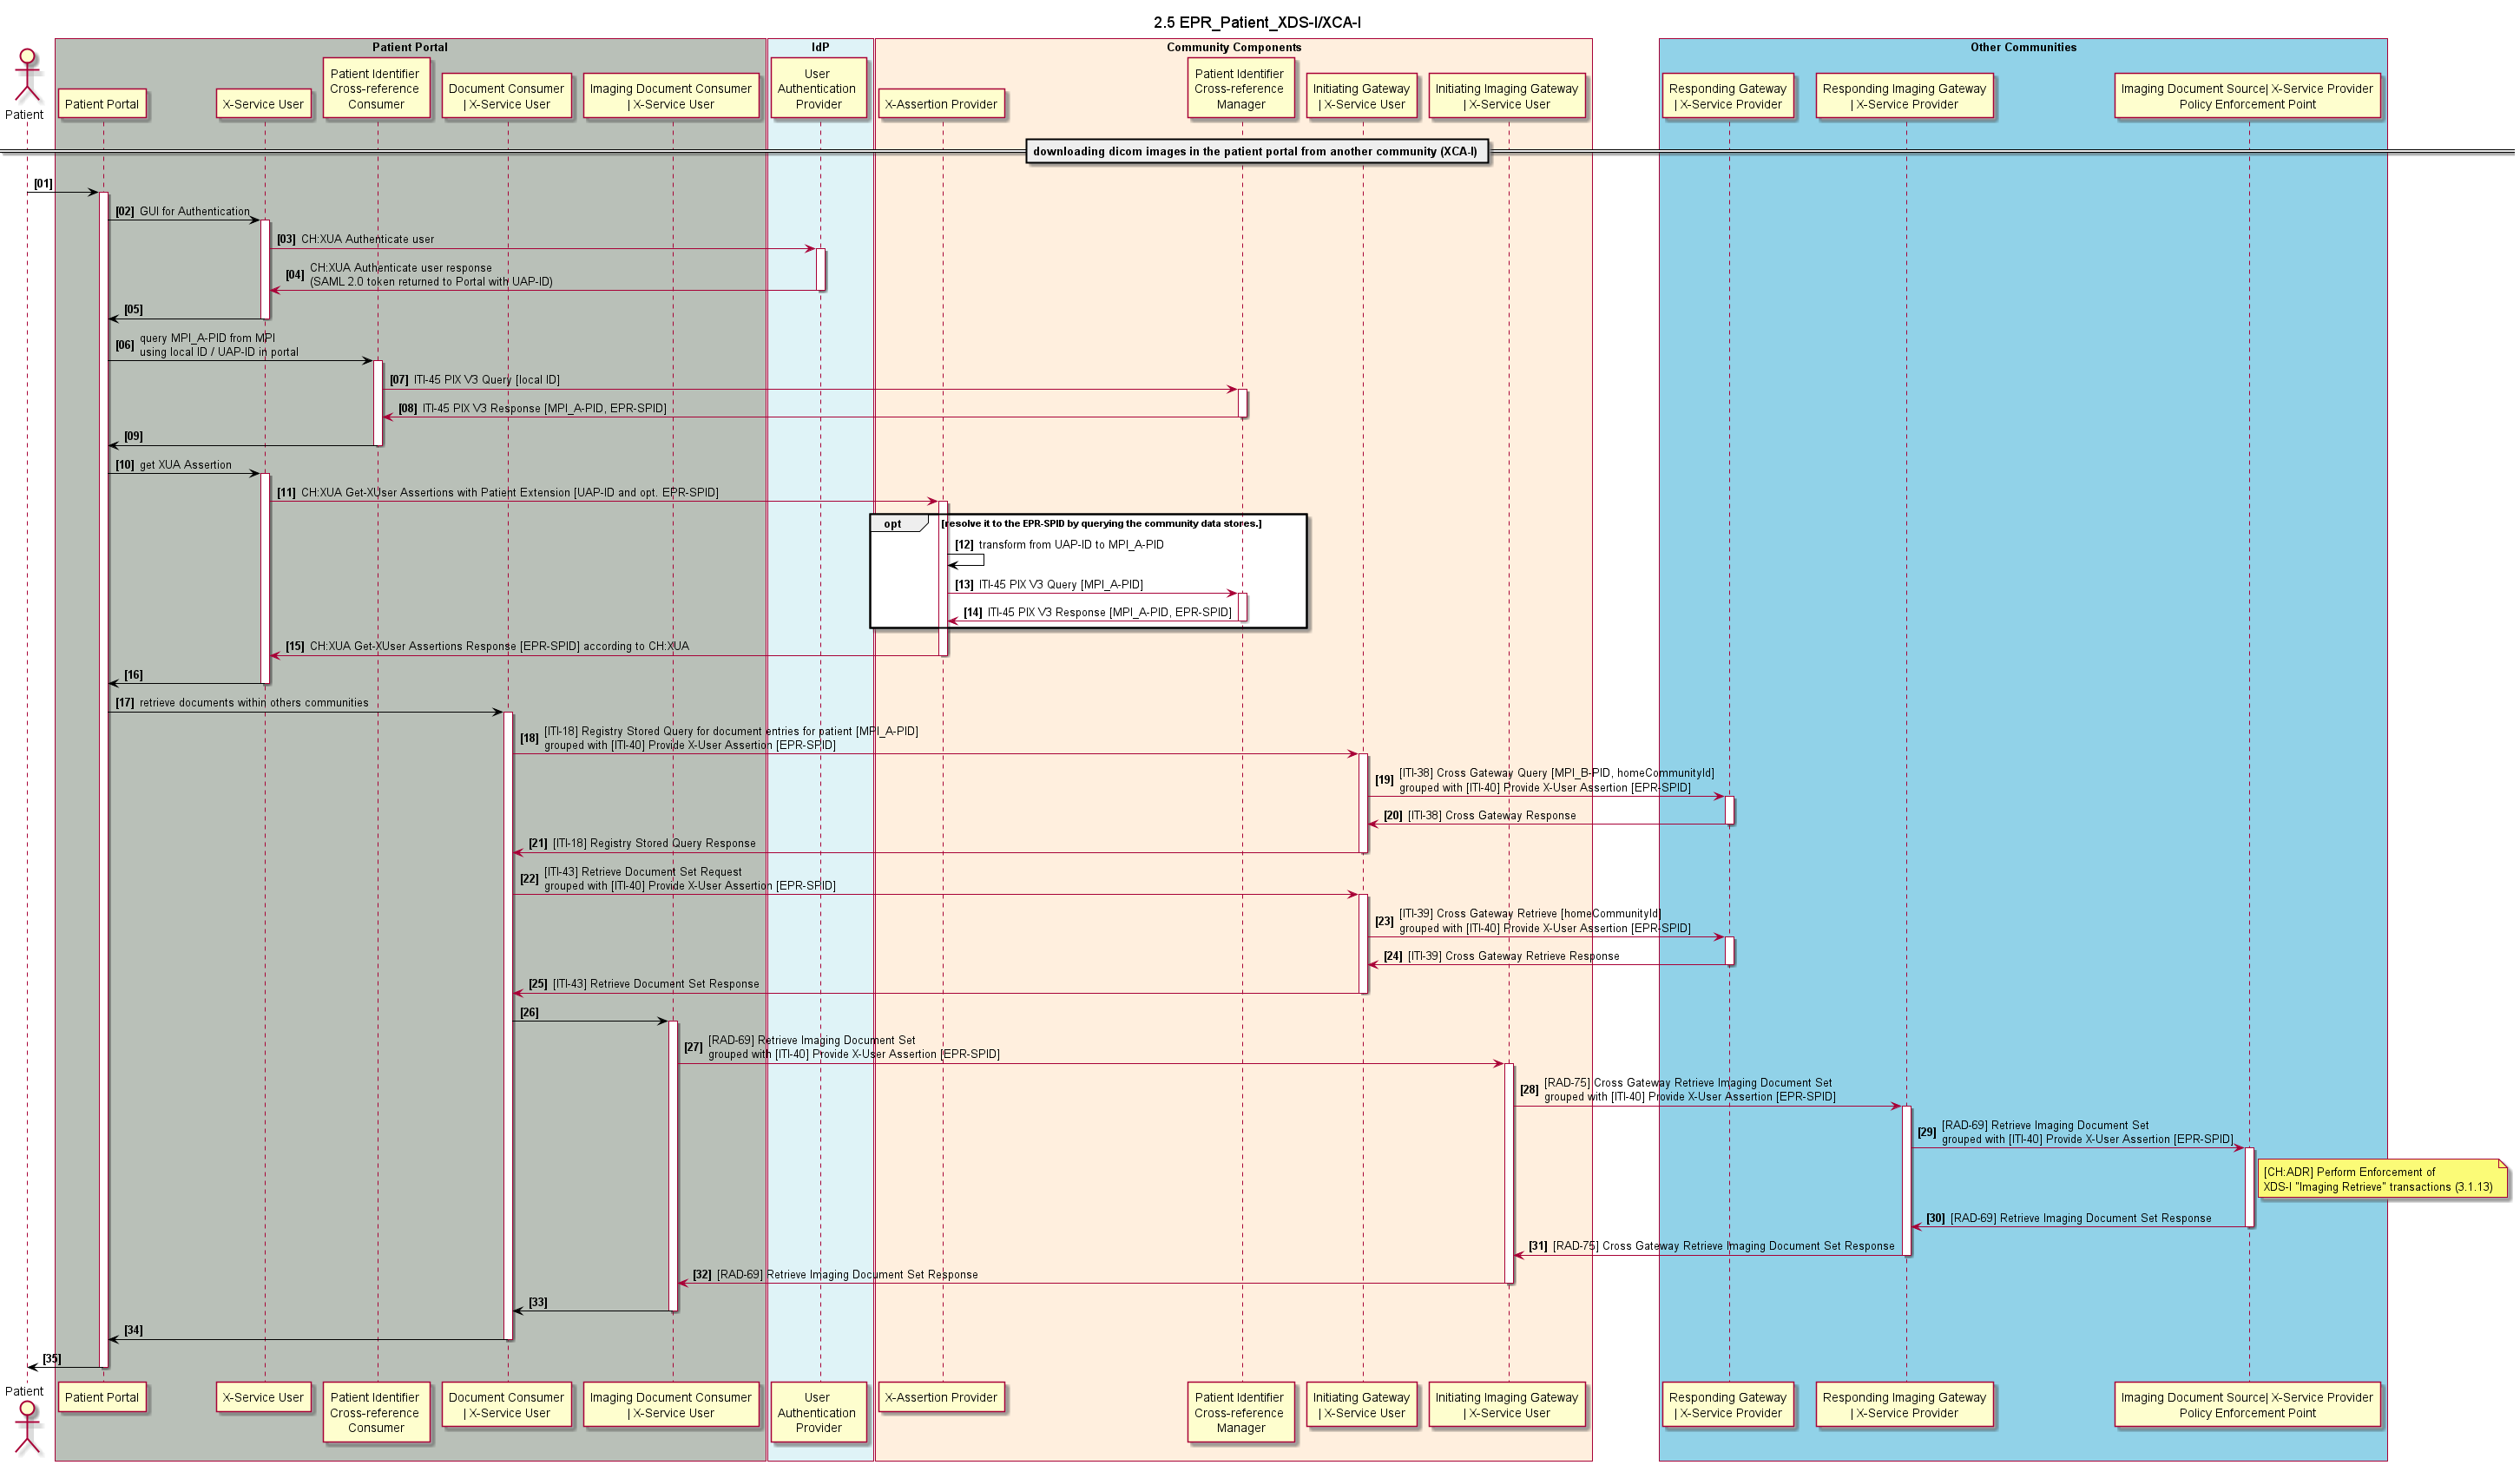 2.5 EPR_Patient_XDS-I/XCA-I
Patient Portal
IdP
Community Components
Other Communities
Patient
Patient Portal
X-Service User
Patient Identifier
Cross-reference
Consumer
Document Consumer
| X-Service User
Imaging Document Consumer
| X-Service User
User
Authentication
Provider
X-Assertion Provider
Patient Identifier
Cross-reference
Manager
Initiating Gateway
| X-Service User
Initiating Imaging Gateway
| X-Service User
Responding Gateway
| X-Service Provider
Responding Imaging Gateway
| X-Service Provider
Imaging Document Source| X-Service Provider
Policy Enforcement Point
downloading dicom images in the patient portal from another community (XCA-I)
[01]
[02] GUI for Authentication
[03] CH:XUA Authenticate user
[04] CH:XUA Authenticate user response
(SAML 2.0 token returned to Portal with UAP-ID)
[05]
[06] query MPI_A-PID from MPI
using local ID / UAP-ID in portal
[07] ITI-45 PIX V3 Query [local ID]
[08] ITI-45 PIX V3 Response [MPI_A-PID, EPR-SPID]
[09]
[10] get XUA Assertion
[11] CH:XUA Get-XUser Assertions with Patient Extension [UAP-ID and opt. EPR-SPID]
opt [resolve it to the EPR-SPID by querying the community data stores.]
[12] transform from UAP-ID to MPI_A-PID
[13] ITI-45 PIX V3 Query [MPI_A-PID]
[14] ITI-45 PIX V3 Response [MPI_A-PID, EPR-SPID]
[15] CH:XUA Get-XUser Assertions Response [EPR-SPID] according to CH:XUA
[16]
[17] retrieve documents within others communities
[18] [ITI-18] Registry Stored Query for document entries for patient [MPI_A-PID]
grouped with [ITI-40] Provide X-User Assertion [EPR-SPID]
[19] [ITI-38] Cross Gateway Query [MPI_B-PID, homeCommunityId]
grouped with [ITI-40] Provide X-User Assertion [EPR-SPID]
[20] [ITI-38] Cross Gateway Response
[21] [ITI-18] Registry Stored Query Response
[22] [ITI-43] Retrieve Document Set Request
grouped with [ITI-40] Provide X-User Assertion [EPR-SPID]
[23] [ITI-39] Cross Gateway Retrieve [homeCommunityId]
grouped with [ITI-40] Provide X-User Assertion [EPR-SPID]
[24] [ITI-39] Cross Gateway Retrieve Response
[25] [ITI-43] Retrieve Document Set Response
[26]
[27] [RAD-69] Retrieve Imaging Document Set
grouped with [ITI-40] Provide X-User Assertion [EPR-SPID]
[28] [RAD-75] Cross Gateway Retrieve Imaging Document Set
grouped with [ITI-40] Provide X-User Assertion [EPR-SPID]
[29] [RAD-69] Retrieve Imaging Document Set
grouped with [ITI-40] Provide X-User Assertion [EPR-SPID]
[CH:ADR] Perform Enforcement of
XDS-I "Imaging Retrieve" transactions (3.1.13)
[30] [RAD-69] Retrieve Imaging Document Set Response
[31] [RAD-75] Cross Gateway Retrieve Imaging Document Set Response
[32] [RAD-69] Retrieve Imaging Document Set Response
[33]
[34]
[35]
Patient
Patient Portal
X-Service User
Patient Identifier
Cross-reference
Consumer
Document Consumer
| X-Service User
Imaging Document Consumer
| X-Service User
User
Authentication
Provider
X-Assertion Provider
Patient Identifier
Cross-reference
Manager
Initiating Gateway
| X-Service User
Initiating Imaging Gateway
| X-Service User
Responding Gateway
| X-Service Provider
Responding Imaging Gateway
| X-Service Provider
Imaging Document Source| X-Service Provider
Policy Enforcement Point